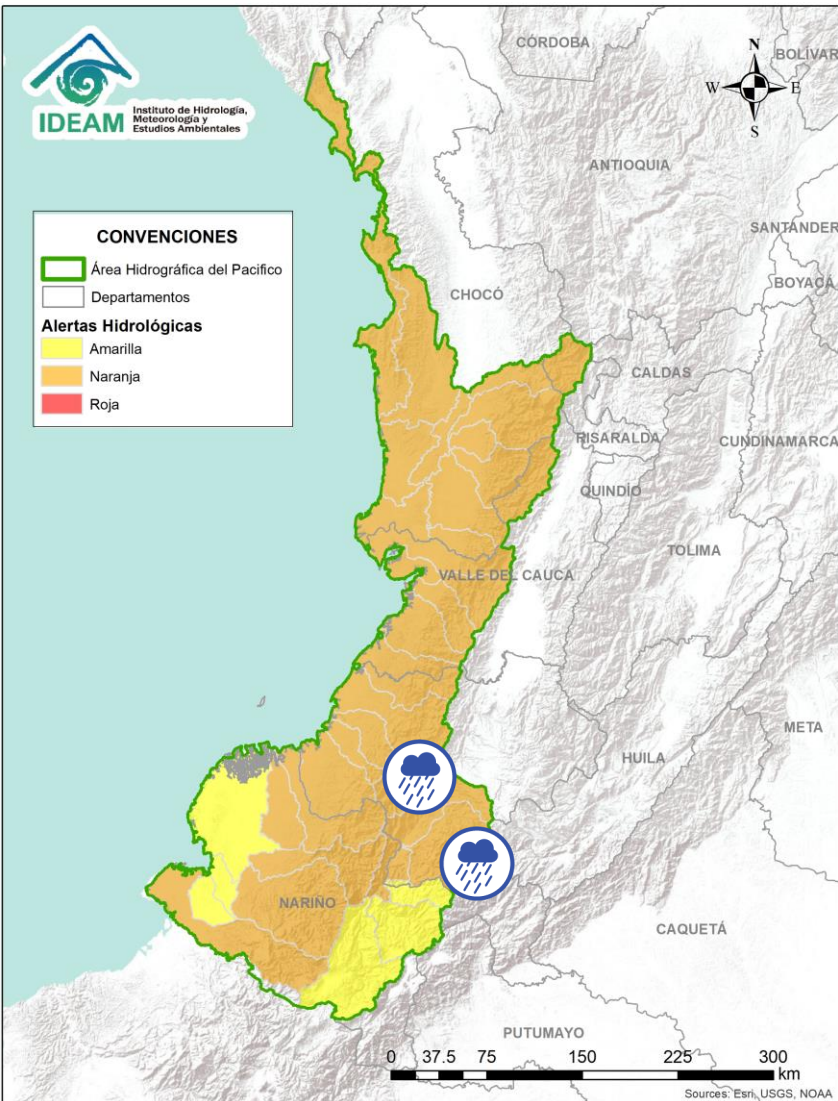 IDEAM
Instituto de Hidrología,
Meteorología y
Estudios Ambientales
CÓRDOBA
BOLÍVAR
N
W
E
S
ANTIOQUIA
SANTANDER
BOYACÁ
CHOCÓ
CONVENCIONES
Área Hidrográfica del Pacifico
Departamentos
Alertas Hidrológicas
Amarilla
Naranja
Roja
CALDAS
RISARALDA
CUNDINAMARCA
QUINDÍO
TOLIMA
VALLE DEL CAUCA
META
HUILA
NARIÑO
CAQUETÁ
PUTUMAYO
0 37.5 75 150 225 300
km
Sources: Esri, USGS, NOAA